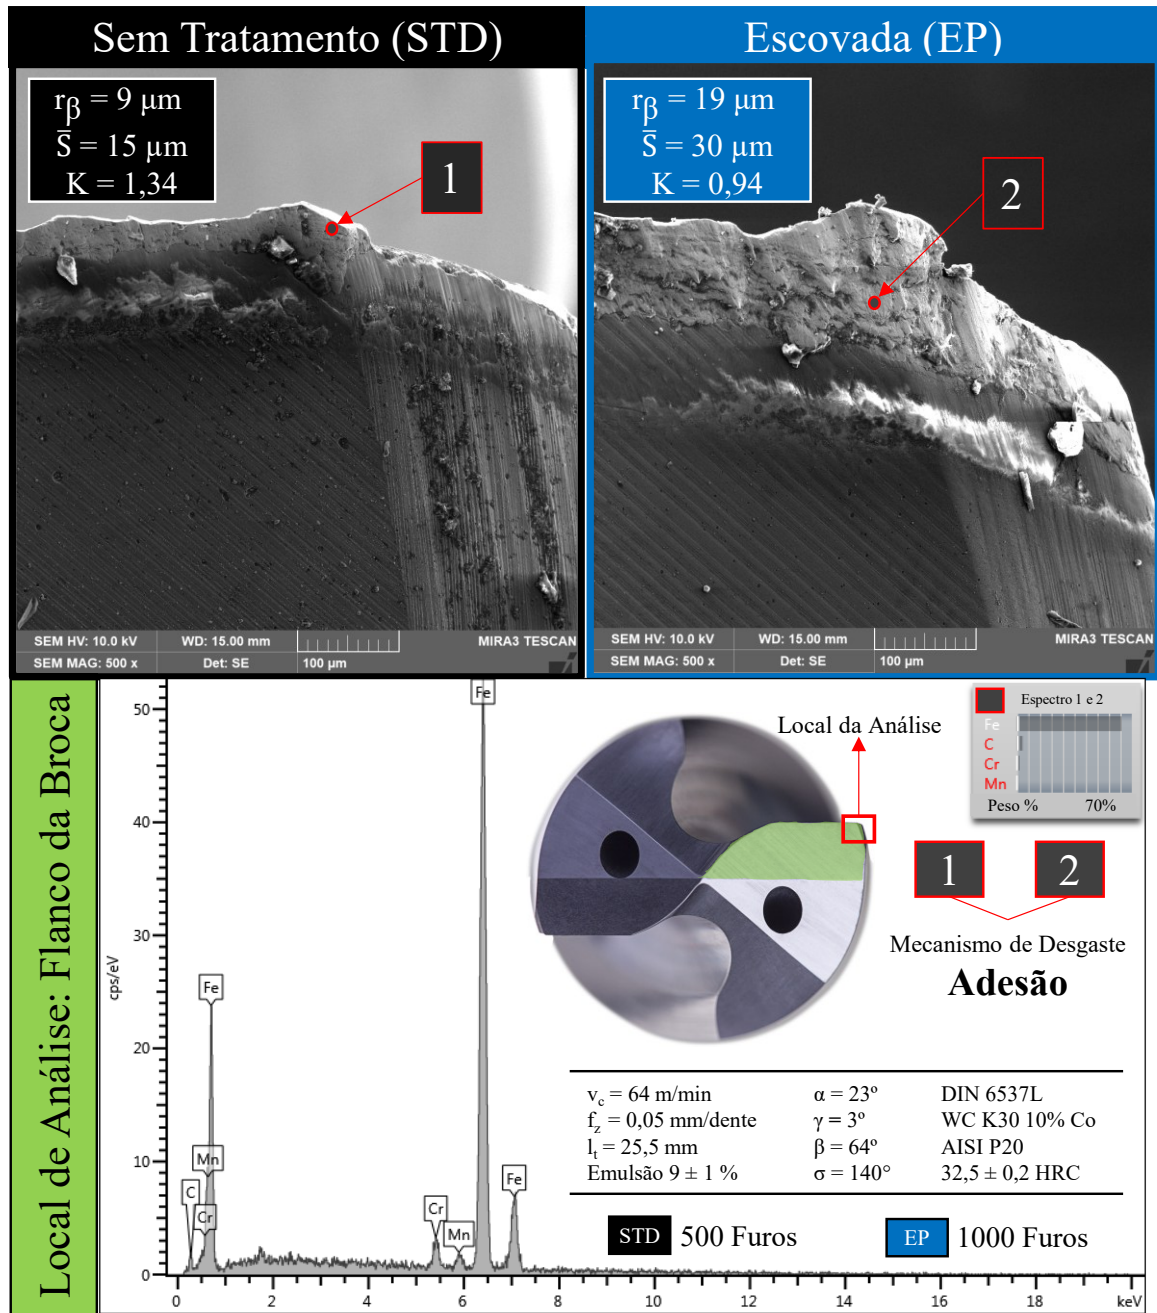 Sem Tratamento (STD)
Escovada (EP)
rβ = 9 µm
S̅ = 15 µm
K = 1,34
1
rβ = 19 µm
S̅ = 30 µm
K = 0,94
2
SEM HV: 10.0 kV
WD: 15.00 mm
MIRA3 TESCAN
SEM MAG: 500 x
Det: SE
100 µm
SEM HV: 10.0 kV
WD: 15.00 mm
MIRA3 TESCAN
SEM MAG: 500 x
Det: SE
100 µm
Local de Análise: Flanco da Broca
cps/eV
50
40
30
20
10
0
Fe
Fe
Mn
C
Cr
Cr
Mn
Fe
0
2
4
6
8
10
12
14
16
18
keV
Local da Análise
Espectro 1 e 2
Fe
C
Cr
Mn
Peso %
70%
1
2
Mecanismo de Desgaste
Adesão
v_c = 64 m/min
α = 23º
DIN 6537L
f_z = 0,05 mm/dente
γ = 3º
WC K30 10% Co
l_t = 25,5 mm
β = 64º
AISI P20
Emulsão 9 ± 1 %
σ = 140°
32,5 ± 0,2 HRC
STD
500 Furos
EP
1000 Furos